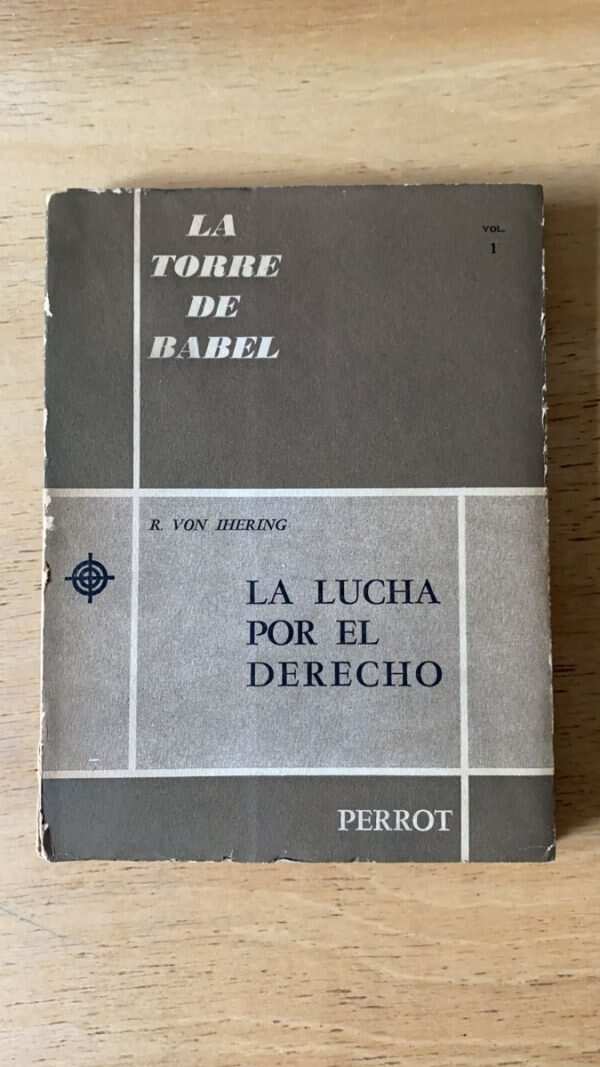 LA
TORRE
DE
BABEL
VOL.
1
R. VON IHERING
LA LUCHA
POR EL
DERECHO
PERROT